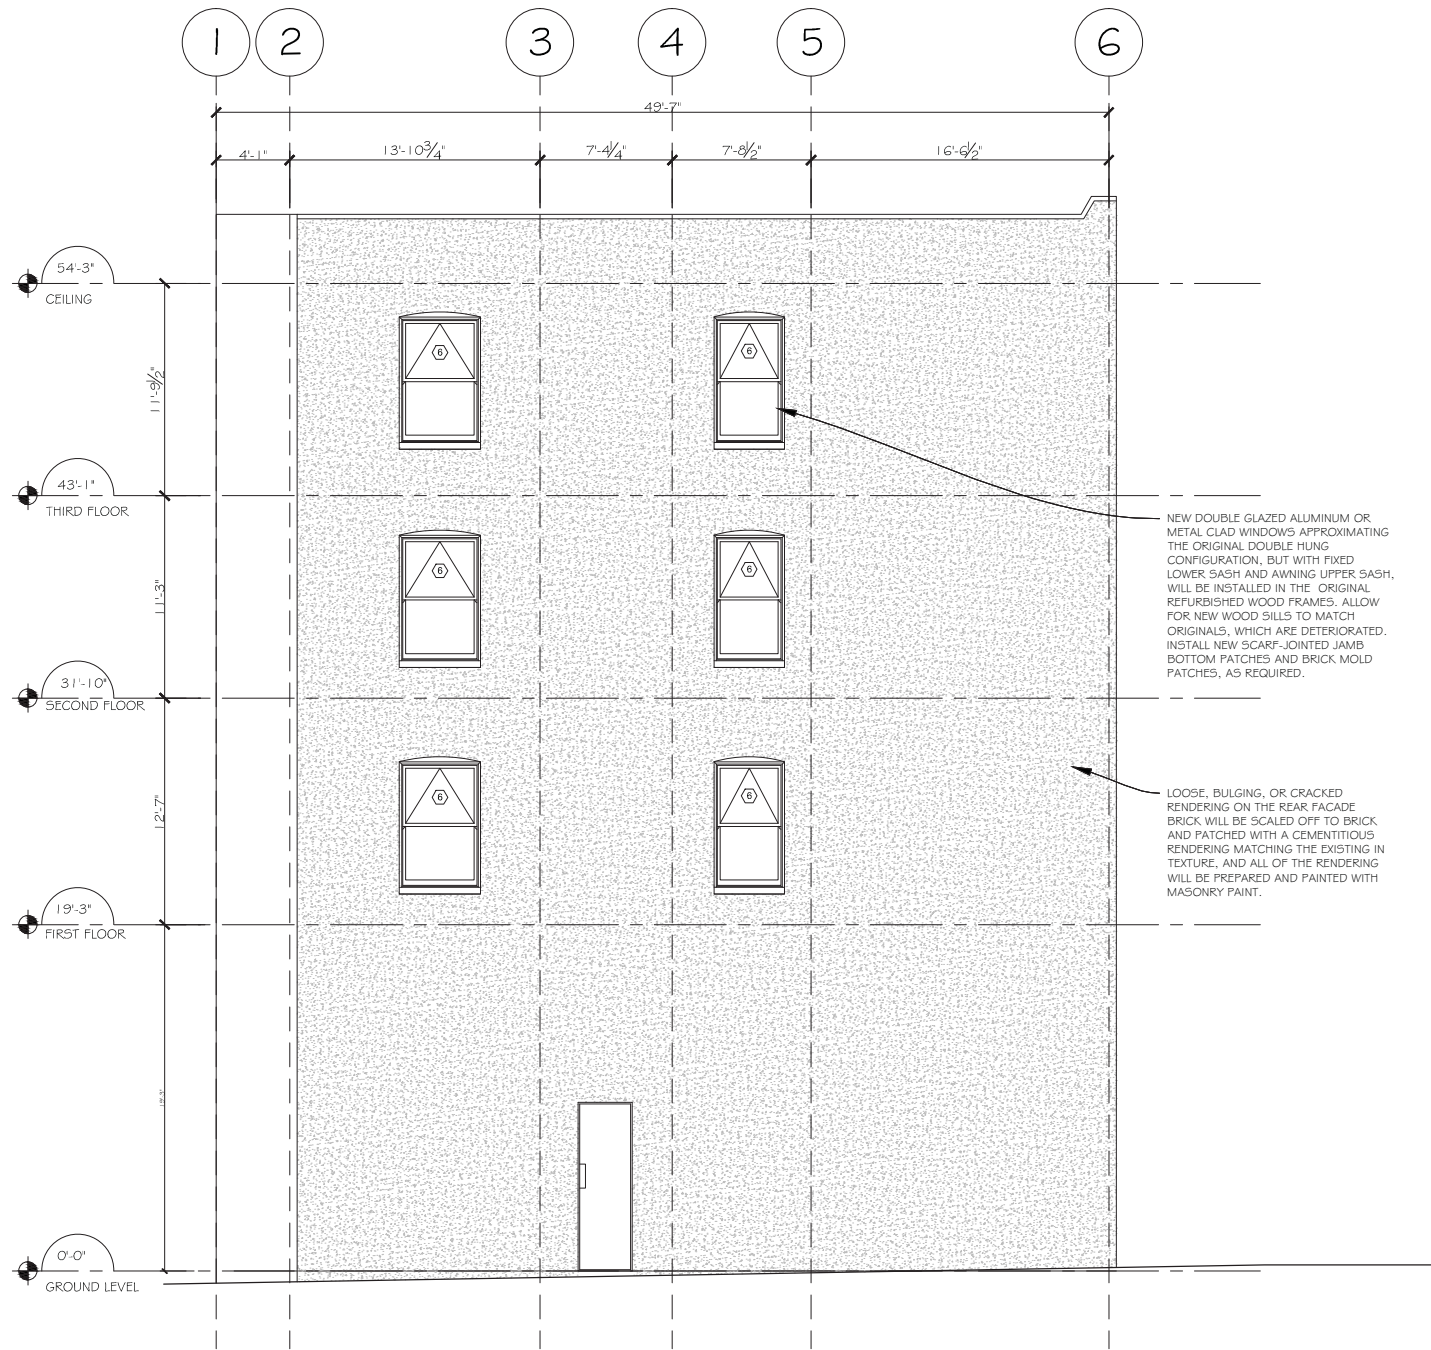 1 2 3 4 5 6
49'-7"
4'-1" 13'-10¾" 7'-4¼" 7'-8½" 16'-6½"
54'-3"
CEILING
6 6
11'-9½"
43'-1"
THIRD FLOOR
NEW DOUBLE GLAZED ALUMINUM OR
METAL CLAD WINDOWS APPROXIMATING
THE ORIGINAL DOUBLE HUNG
CONFIGURATION, BUT WITH FIXED
LOWER SASH AND AWNING UPPER SASH,
WILL BE INSTALLED IN THE ORIGINAL
REFURBISHED WOOD FRAMES. ALLOW
FOR NEW WOOD SILLS TO MATCH
ORIGINALS, WHICH ARE DETERIORATED.
INSTALL NEW SCARF-JOINTED JAMB
BOTTOM PATCHES AND BRICK MOLD
PATCHES, AS REQUIRED.
6 6
11'-3"
31'-10"
SECOND FLOOR
LOOSE, BULGING, OR CRACKED
RENDERING ON THE REAR FACADE
BRICK WILL BE SCALED OFF TO BRICK
AND PATCHED WITH A CEMENTITIOUS
RENDERING MATCHING THE EXISTING IN
TEXTURE, AND ALL OF THE RENDERING
WILL BE PREPARED AND PAINTED WITH
MASONRY PAINT.
6 6
12'-7"
19'-3"
FIRST FLOOR
0'-0"
GROUND LEVEL